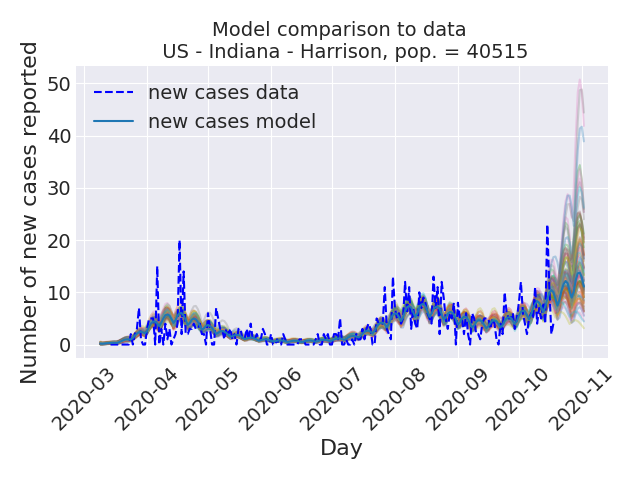 Model comparison to data
US - Indiana - Harrison, pop. = 40515
Number of new cases reported
50
40
30
20
10
0
new cases data
new cases model
2020-03
2020-04
2020-05
2020-06
2020-07
2020-08
2020-09
2020-10
2020-11
Day